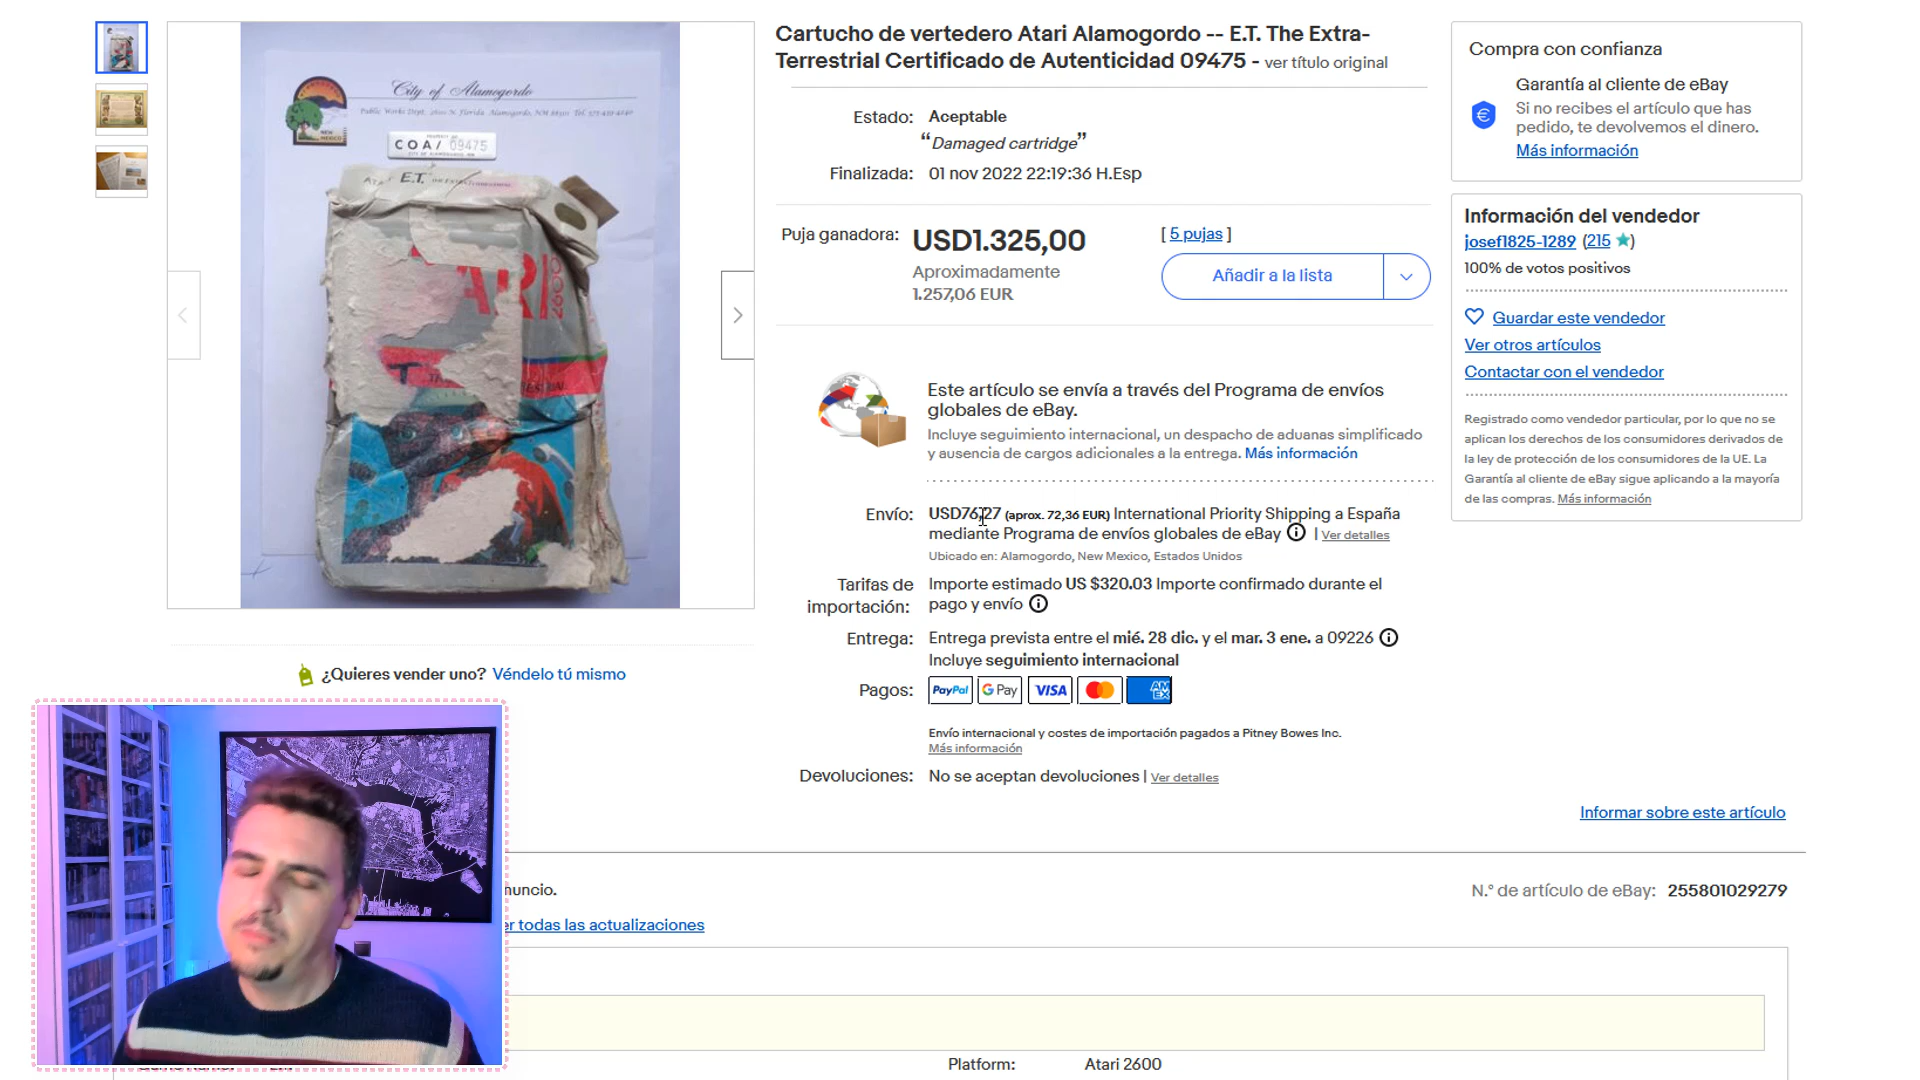 City of Alamogordo
Public Works Dept.
Alamogordo, NM
NEW
MEXICO
COA/ 09475
E.T.
ARI
2600
Cartucho de vertedero Atari Alamogordo -- E.T. The Extra-
Terrestrial Certificado de Autenticidad 09475 - ver título original
Estado: Aceptable
“Damaged cartridge”
Finalizada: 01 nov 2022 22:19:36 H.Esp
Puja ganadora: USD1.325,00 [ 5 pujas ]
Aproximadamente
1.257,06 EUR
Añadir a la lista
Este artículo se envía a través del Programa de envíos
globales de eBay.
Incluye seguimiento internacional, un despacho de aduanas simplificado
y ausencia de cargos adicionales a la entrega. Más información
Envío: USD76,27 (aprox. 72,36 EUR) International Priority Shipping a España
mediante Programa de envíos globales de eBay | Ver detalles
Ubicado en: Alamogordo, New Mexico, Estados Unidos
Tarifas de importación: Importe estimado US $320.03 Importe confirmado durante el
pago y envío
Entrega: Entrega prevista entre el mié. 28 dic. y el mar. 3 ene. a 09226
Incluye seguimiento internacional
Pagos: PayPal G Pay VISA AMEX
Envío internacional y costes de importación pagados a Pitney Bowes Inc.
Más información
Devoluciones: No se aceptan devoluciones | Ver detalles
Compra con confianza
Garantía al cliente de eBay
Si no recibes el artículo que has
pedido, te devolvemos el dinero.
Más información
Información del vendedor
josef1825-1289 (215)
100% de votos positivos
Guardar este vendedor
Ver otros artículos
Contactar con el vendedor
Registrado como vendedor particular, por lo que no se
aplican los derechos de los consumidores derivados de
la ley de protección de los consumidores de la UE. La
Garantía al cliente de eBay sigue aplicando a la mayoría
de las compras. Más información
¿Quieres vender uno? Véndelo tú mismo
Informar sobre este artículo
nuncio.
N.° de artículo de eBay: 255801029279
er todas las actualizaciones
Platform: Atari 2600